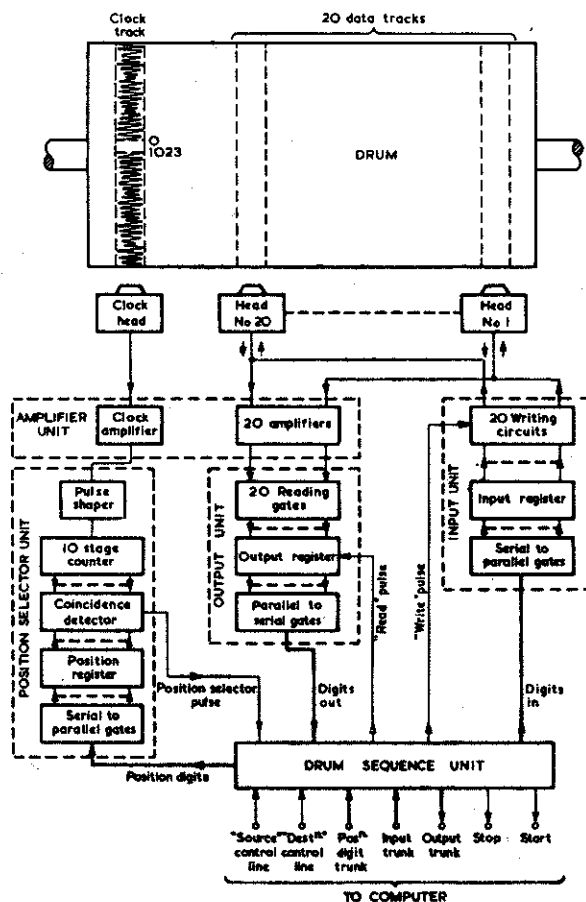 Clock
track
20 data tracks
1023
DRUM
Clock
head
Head
No 20
Head
No 1
AMPLIFIER
UNIT
Clock
amplifier
20 amplifiers
20 Writing
circuits
INPUT UNIT
Pulse
shaper
20 Reading
gates
Input register
POSITION SELECTOR UNIT
10 stage
counter
OUTPUT UNIT
Output register
Serial to
parallel gates
Coincidence
detector
Parallel to
serial gates
"Read" pulse
"Write" pulse
Position
register
Position selector
pulse
Digits
out
Digits
in
Serial to
parallel gates
Position digits
DRUM SEQUENCE UNIT
"Source"
control
line
"Destn"
control
line
Posn
digit
trunk
Input
trunk
Output
trunk
Stop
Start
TO COMPUTER